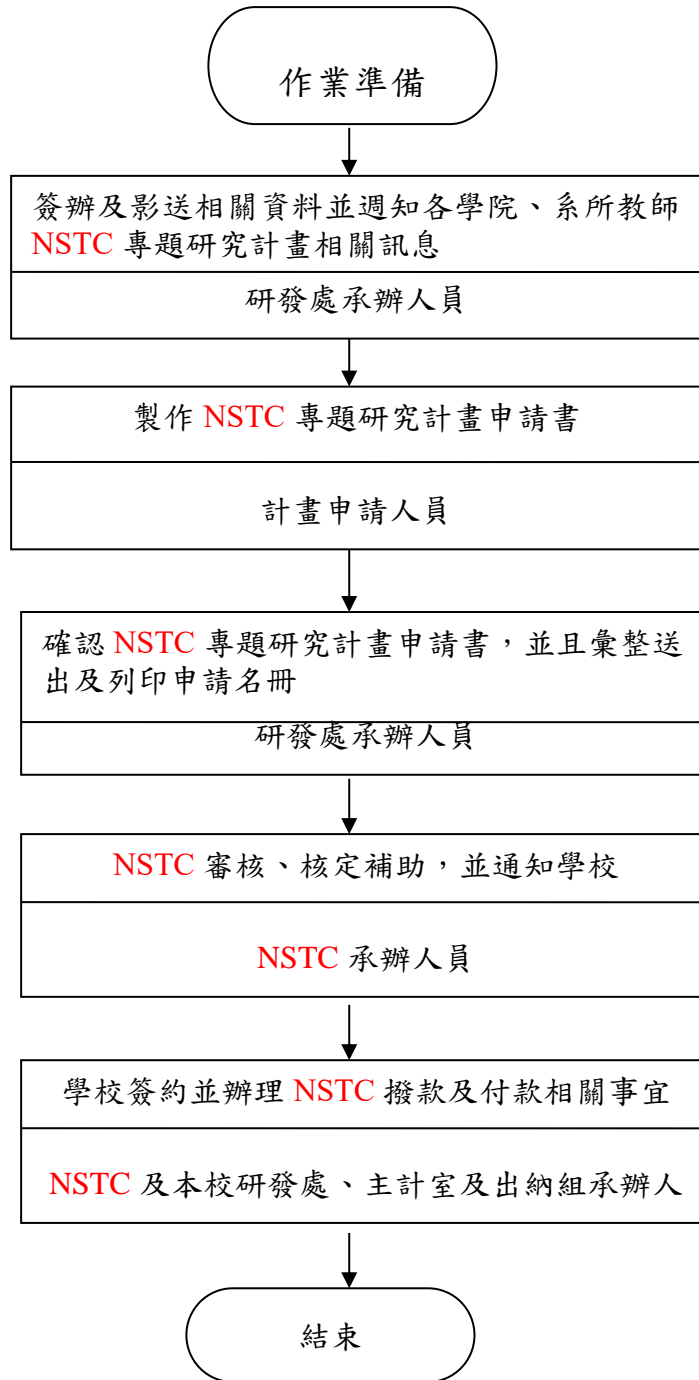 作業準備
簽辦及影送相關資料並週知各學院、系所教師
NSTC 專題研究計畫相關訊息
研發處承辦人員
製作 NSTC 專題研究計畫申請書
計畫申請人員
確認 NSTC 專題研究計畫申請書，並且彙整送
出及列印申請名冊
研發處承辦人員
NSTC 審核、核定補助，並通知學校
NSTC 承辦人員
學校簽約並辦理 NSTC 撥款及付款相關事宜
NSTC 及本校研發處、主計室及出納組承辦人
結束